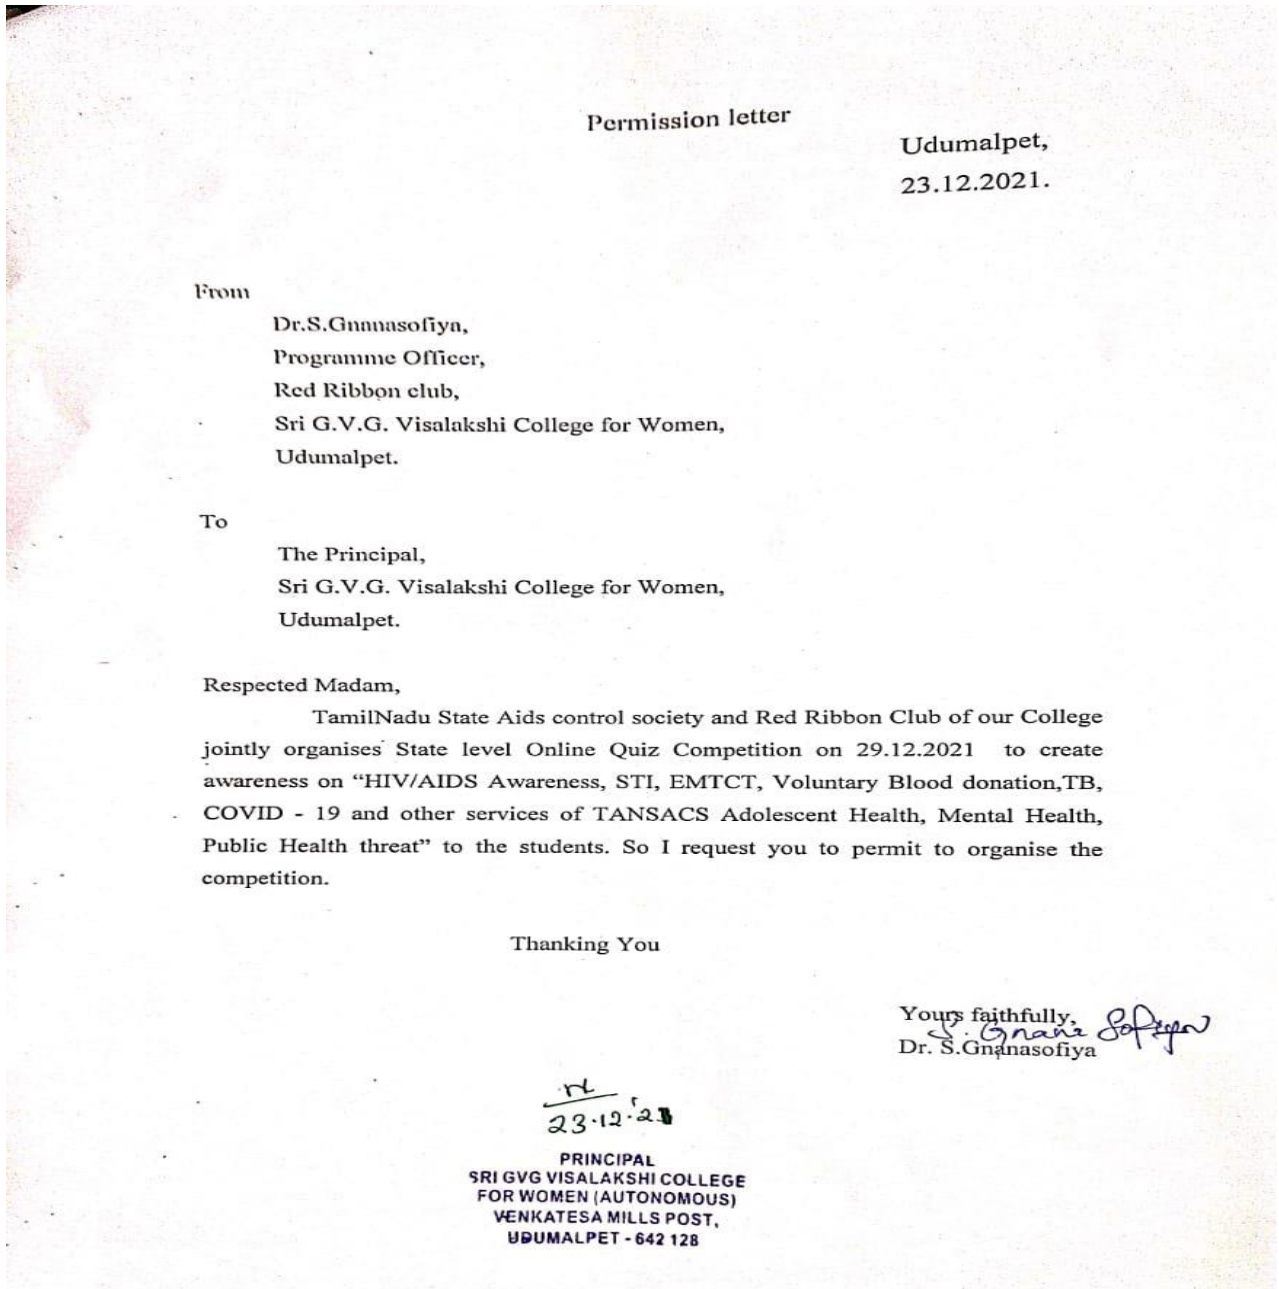 Permission letter
Udumalpet,
23.12.2021.
From
Dr.S.Gnanasofiya,
Programme Officer,
Red Ribbon club,
Sri G.V.G. Visalakshi College for Women,
Udumalpet.
To
The Principal,
Sri G.V.G. Visalakshi College for Women,
Udumalpet.
Respected Madam,
TamilNadu State Aids control society and Red Ribbon Club of our College
jointly organises State level Online Quiz Competition on 29.12.2021 to create
awareness on “HIV/AIDS Awareness, STI, EMTCT, Voluntary Blood donation,TB,
COVID - 19 and other services of TANSACS Adolescent Health, Mental Health,
Public Health threat” to the students. So I request you to permit to organise the
competition.
Thanking You
Yours faithfully,
S. Gnana Sofiya
Dr. S.Gnanasofiya
23.12.'21
PRINCIPAL
SRI GVG VISALAKSHI COLLEGE
FOR WOMEN (AUTONOMOUS)
VENKATESA MILLS POST,
UDUMALPET - 642 128